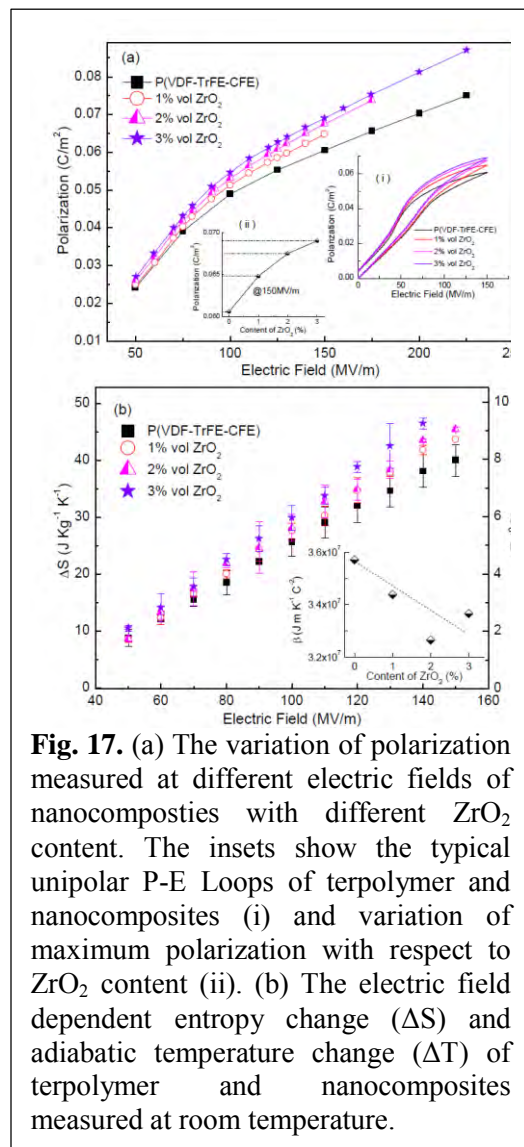 (a)
P(VDF-TrFE-CFE)
1% vol ZrO₂
2% vol ZrO₂
3% vol ZrO₂
Polarization (C/m²)
0.08
0.07
0.06
0.05
0.04
0.03
0.02
0.01
(i)
0.08
0.04
0.00
P(VDF-TrFE-CFE)
1% vol ZrO₂
2% vol ZrO₂
3% vol ZrO₂
0 50 100 150
Electric Field (MV/m)
(ii)
Polarization (C/m²)
0.070
0.065
0.060
@150MV/m
0 1 2 3
Content of ZrO₂ (%)
50 75 100 125 150 175 200 225
Electric Field (MV/m)
(b)
P(VDF-TrFE-CFE)
1% vol ZrO₂
2% vol ZrO₂
3% vol ZrO₂
ΔS (J Kg⁻¹ K⁻¹)
50
40
30
20
10
0
10
8
6
4
2
0
β (J m K⁻¹ C⁻²)
3.6x10⁷
3.4x10⁷
3.2x10⁷
0 1 2 3
Content of ZrO₂ (%)
40 60 80 100 120 140 160
Electric Field (MV/m)
Fig. 17. (a) The variation of polarization
measured at different electric fields of
nanocomposties with different ZrO₂
content. The insets show the typical
unipolar P-E Loops of terpolymer and
nanocomposites (i) and variation of
maximum polarization with respect to
ZrO₂ content (ii). (b) The electric field
dependent entropy change (ΔS) and
adiabatic temperature change (ΔT) of
terpolymer and nanocomposites
measured at room temperature.